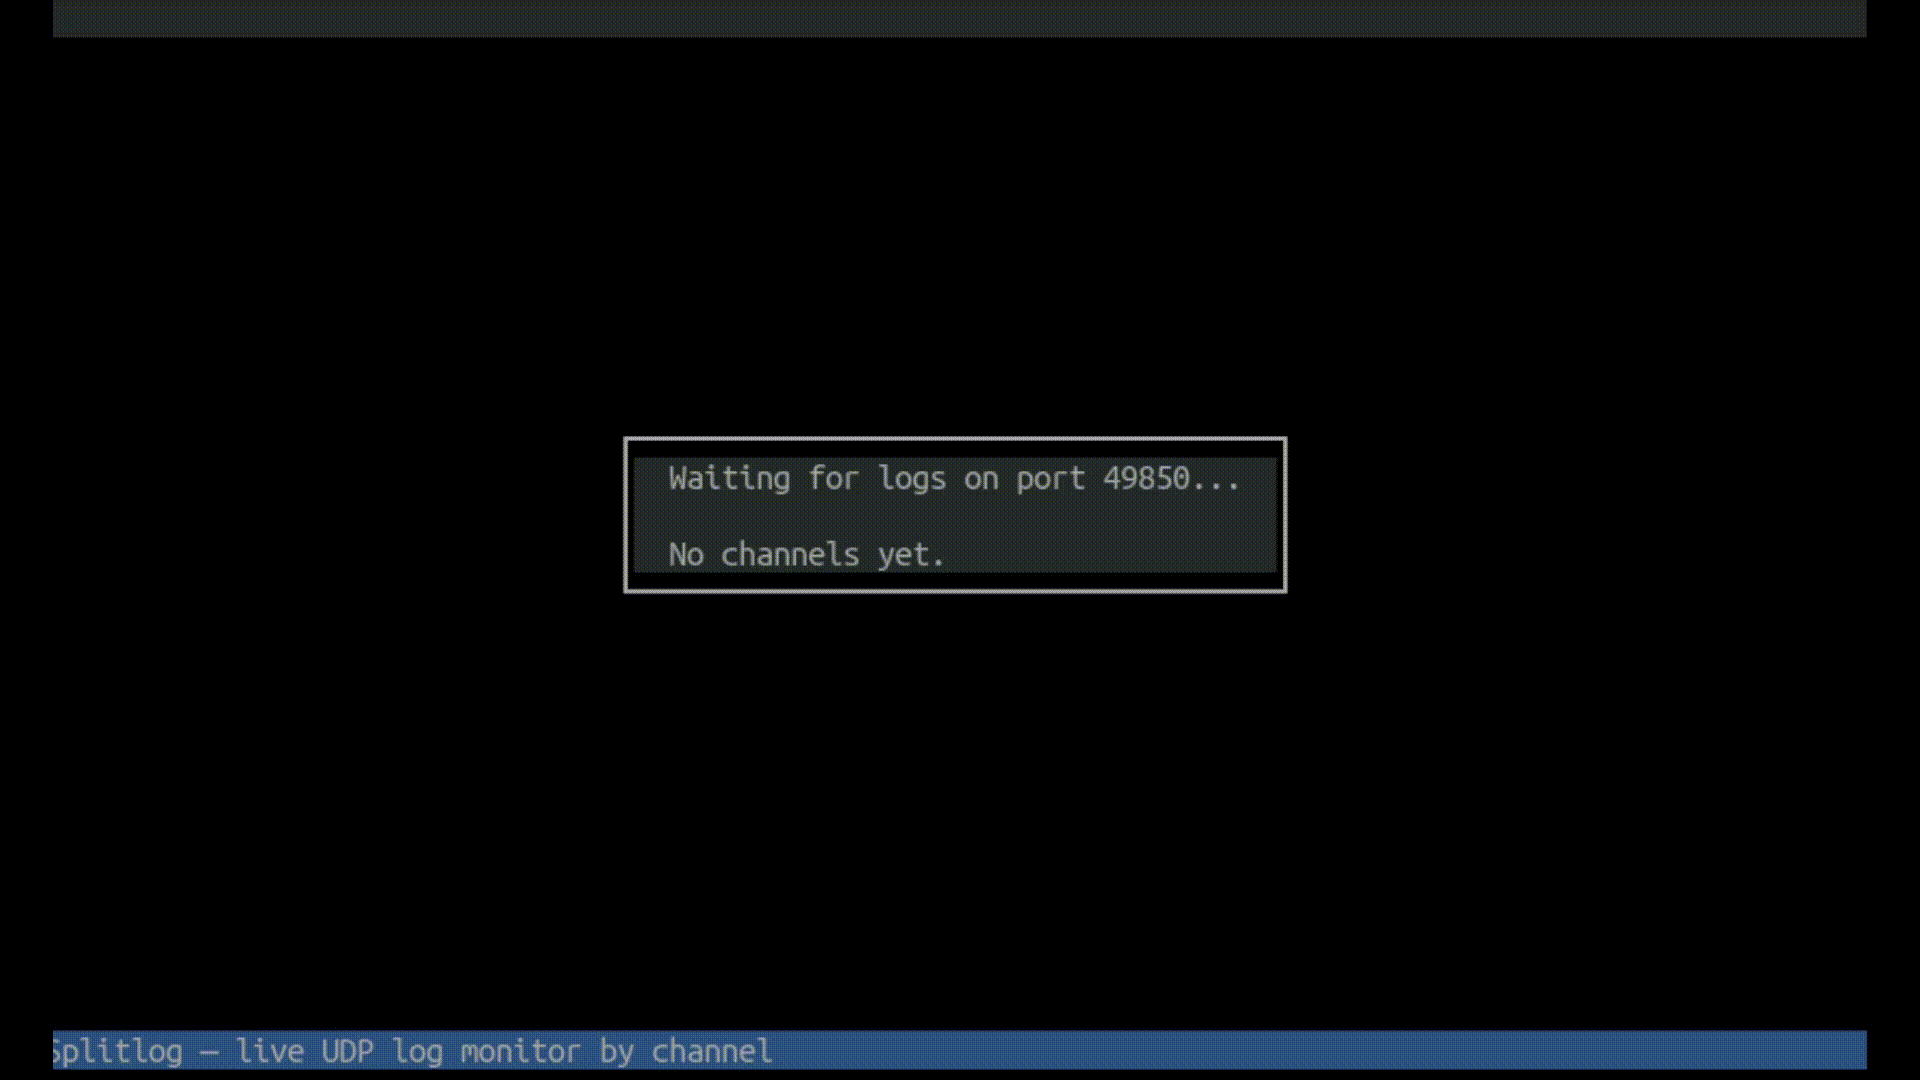 Waiting for logs on port 49850...
No channels yet.
Splitlog — live UDP log monitor by channel